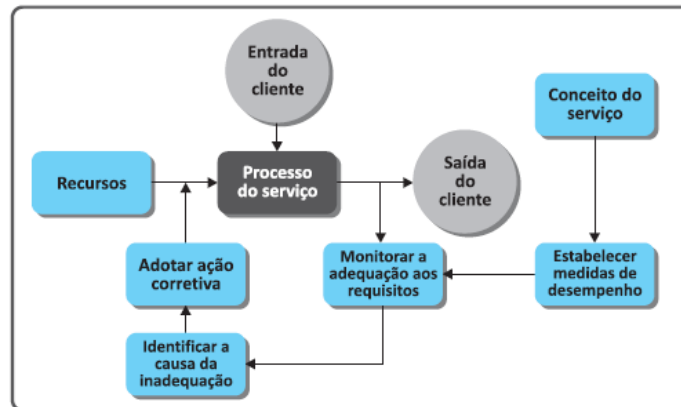 Entrada
do
cliente
Conceito do
serviço
Recursos
Processo
do serviço
Saída
do
cliente
Adotar ação
corretiva
Monitorar a
adequação aos
requisitos
Estabelecer
medidas de
desempenho
Identificar a
causa da
inadequação